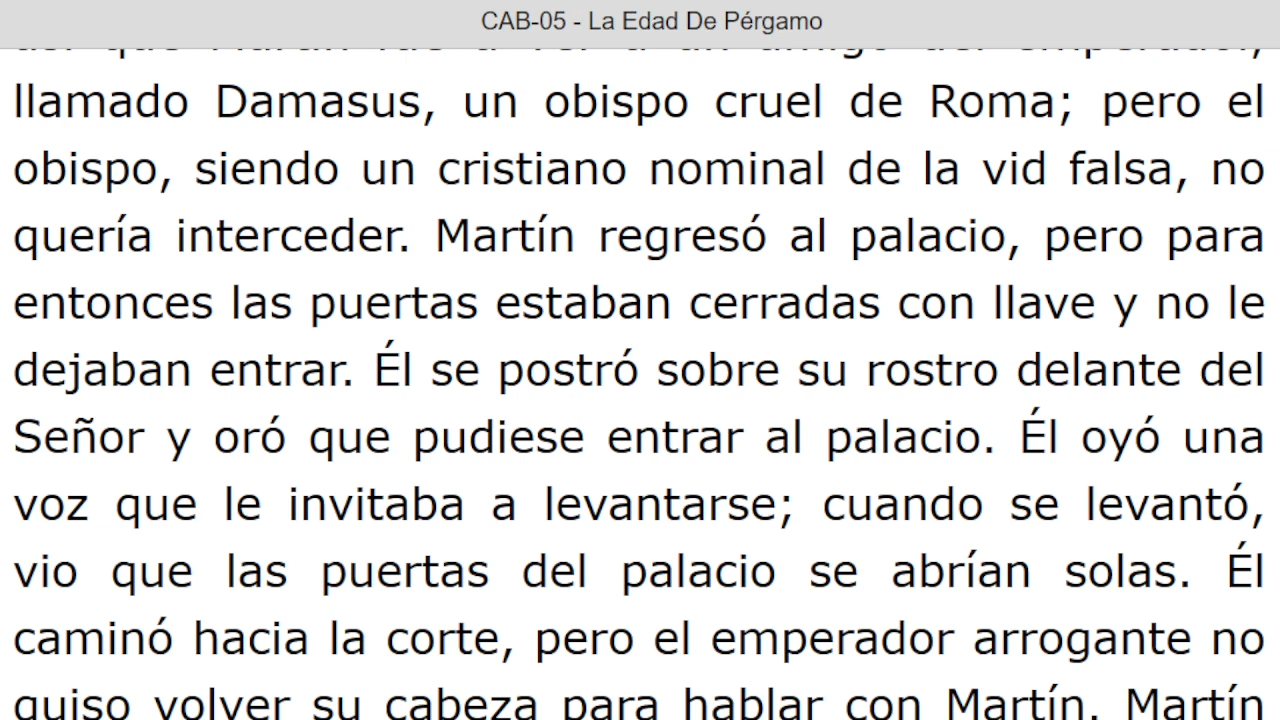 CAB-05 - La Edad De Pérgamo
llamado Damasus, un obispo cruel de Roma; pero el
obispo, siendo un cristiano nominal de la vid falsa, no
quería interceder. Martín regresó al palacio, pero para
entonces las puertas estaban cerradas con llave y no le
dejaban entrar. Él se postró sobre su rostro delante del
Señor y oró que pudiese entrar al palacio. Él oyó una
voz que le invitaba a levantarse; cuando se levantó,
vio que las puertas del palacio se abrían solas. Él
caminó hacia la corte, pero el emperador arrogante no
quiso volver su cabeza para hablar con Martín. Martín